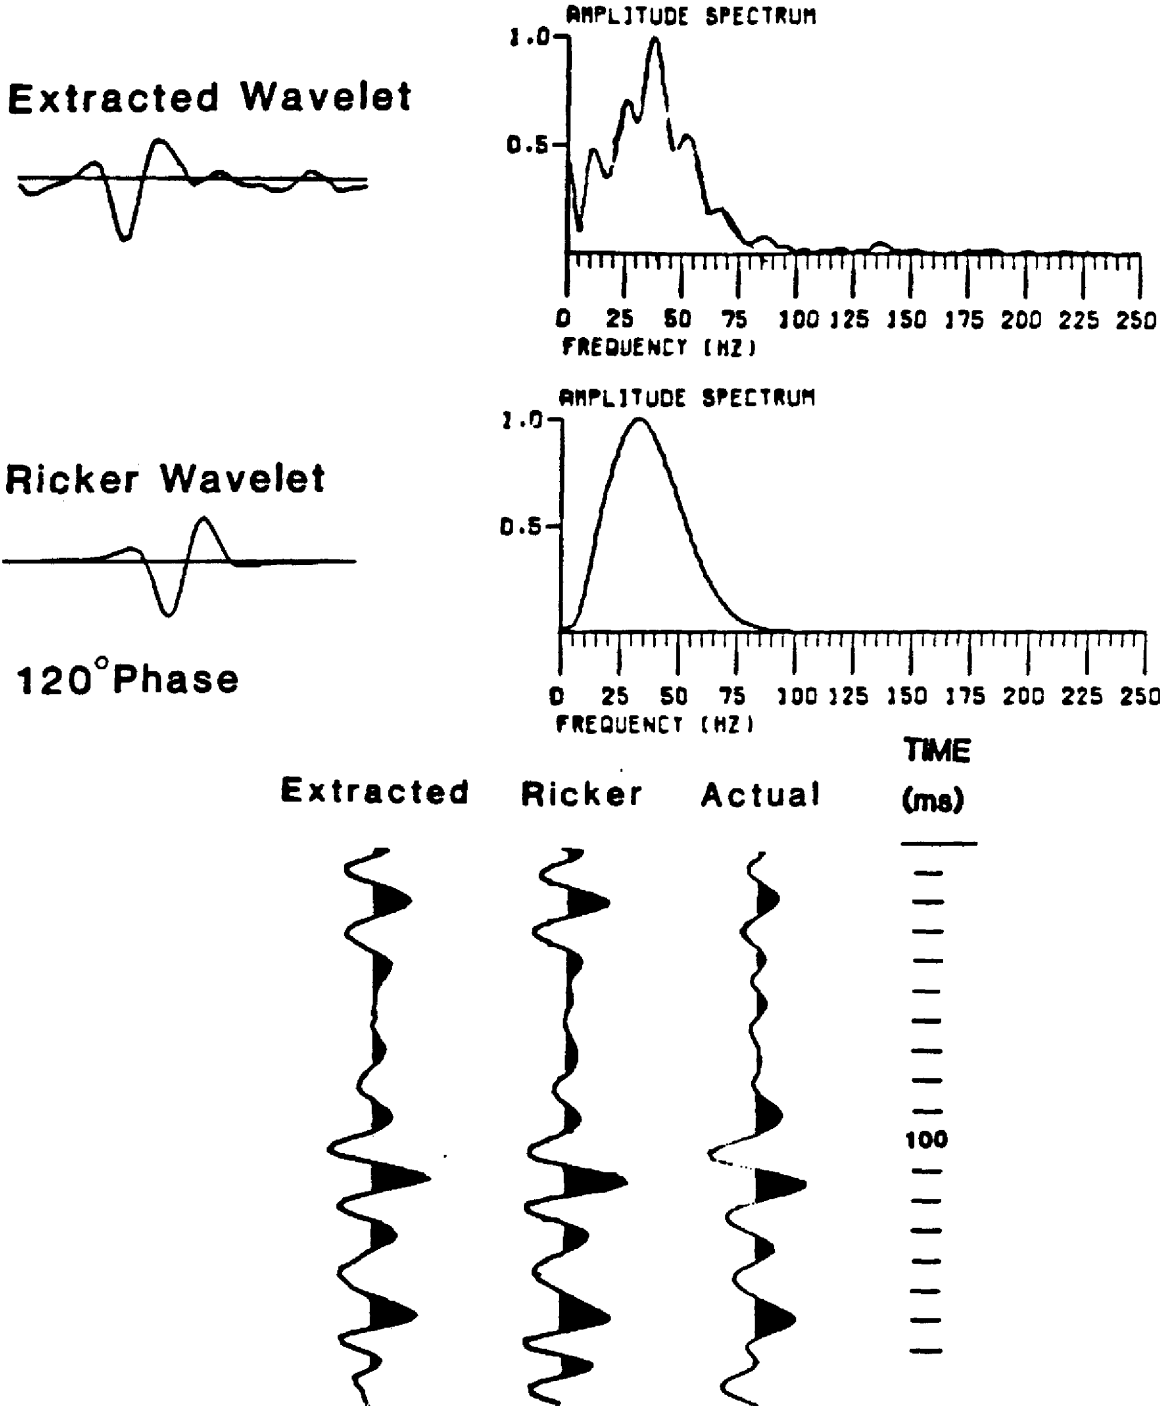 AMPLITUDE SPECTRUM
1.0
Extracted Wavelet
0.5
0 25 50 75 100 125 150 175 200 225 250
FREQUENCY (HZ)
AMPLITUDE SPECTRUM
1.0
Ricker Wavelet
0.5
120°Phase
0 25 50 75 100 125 150 175 200 225 250
FREQUENCY (HZ)
TIME
Extracted Ricker Actual (ms)
100